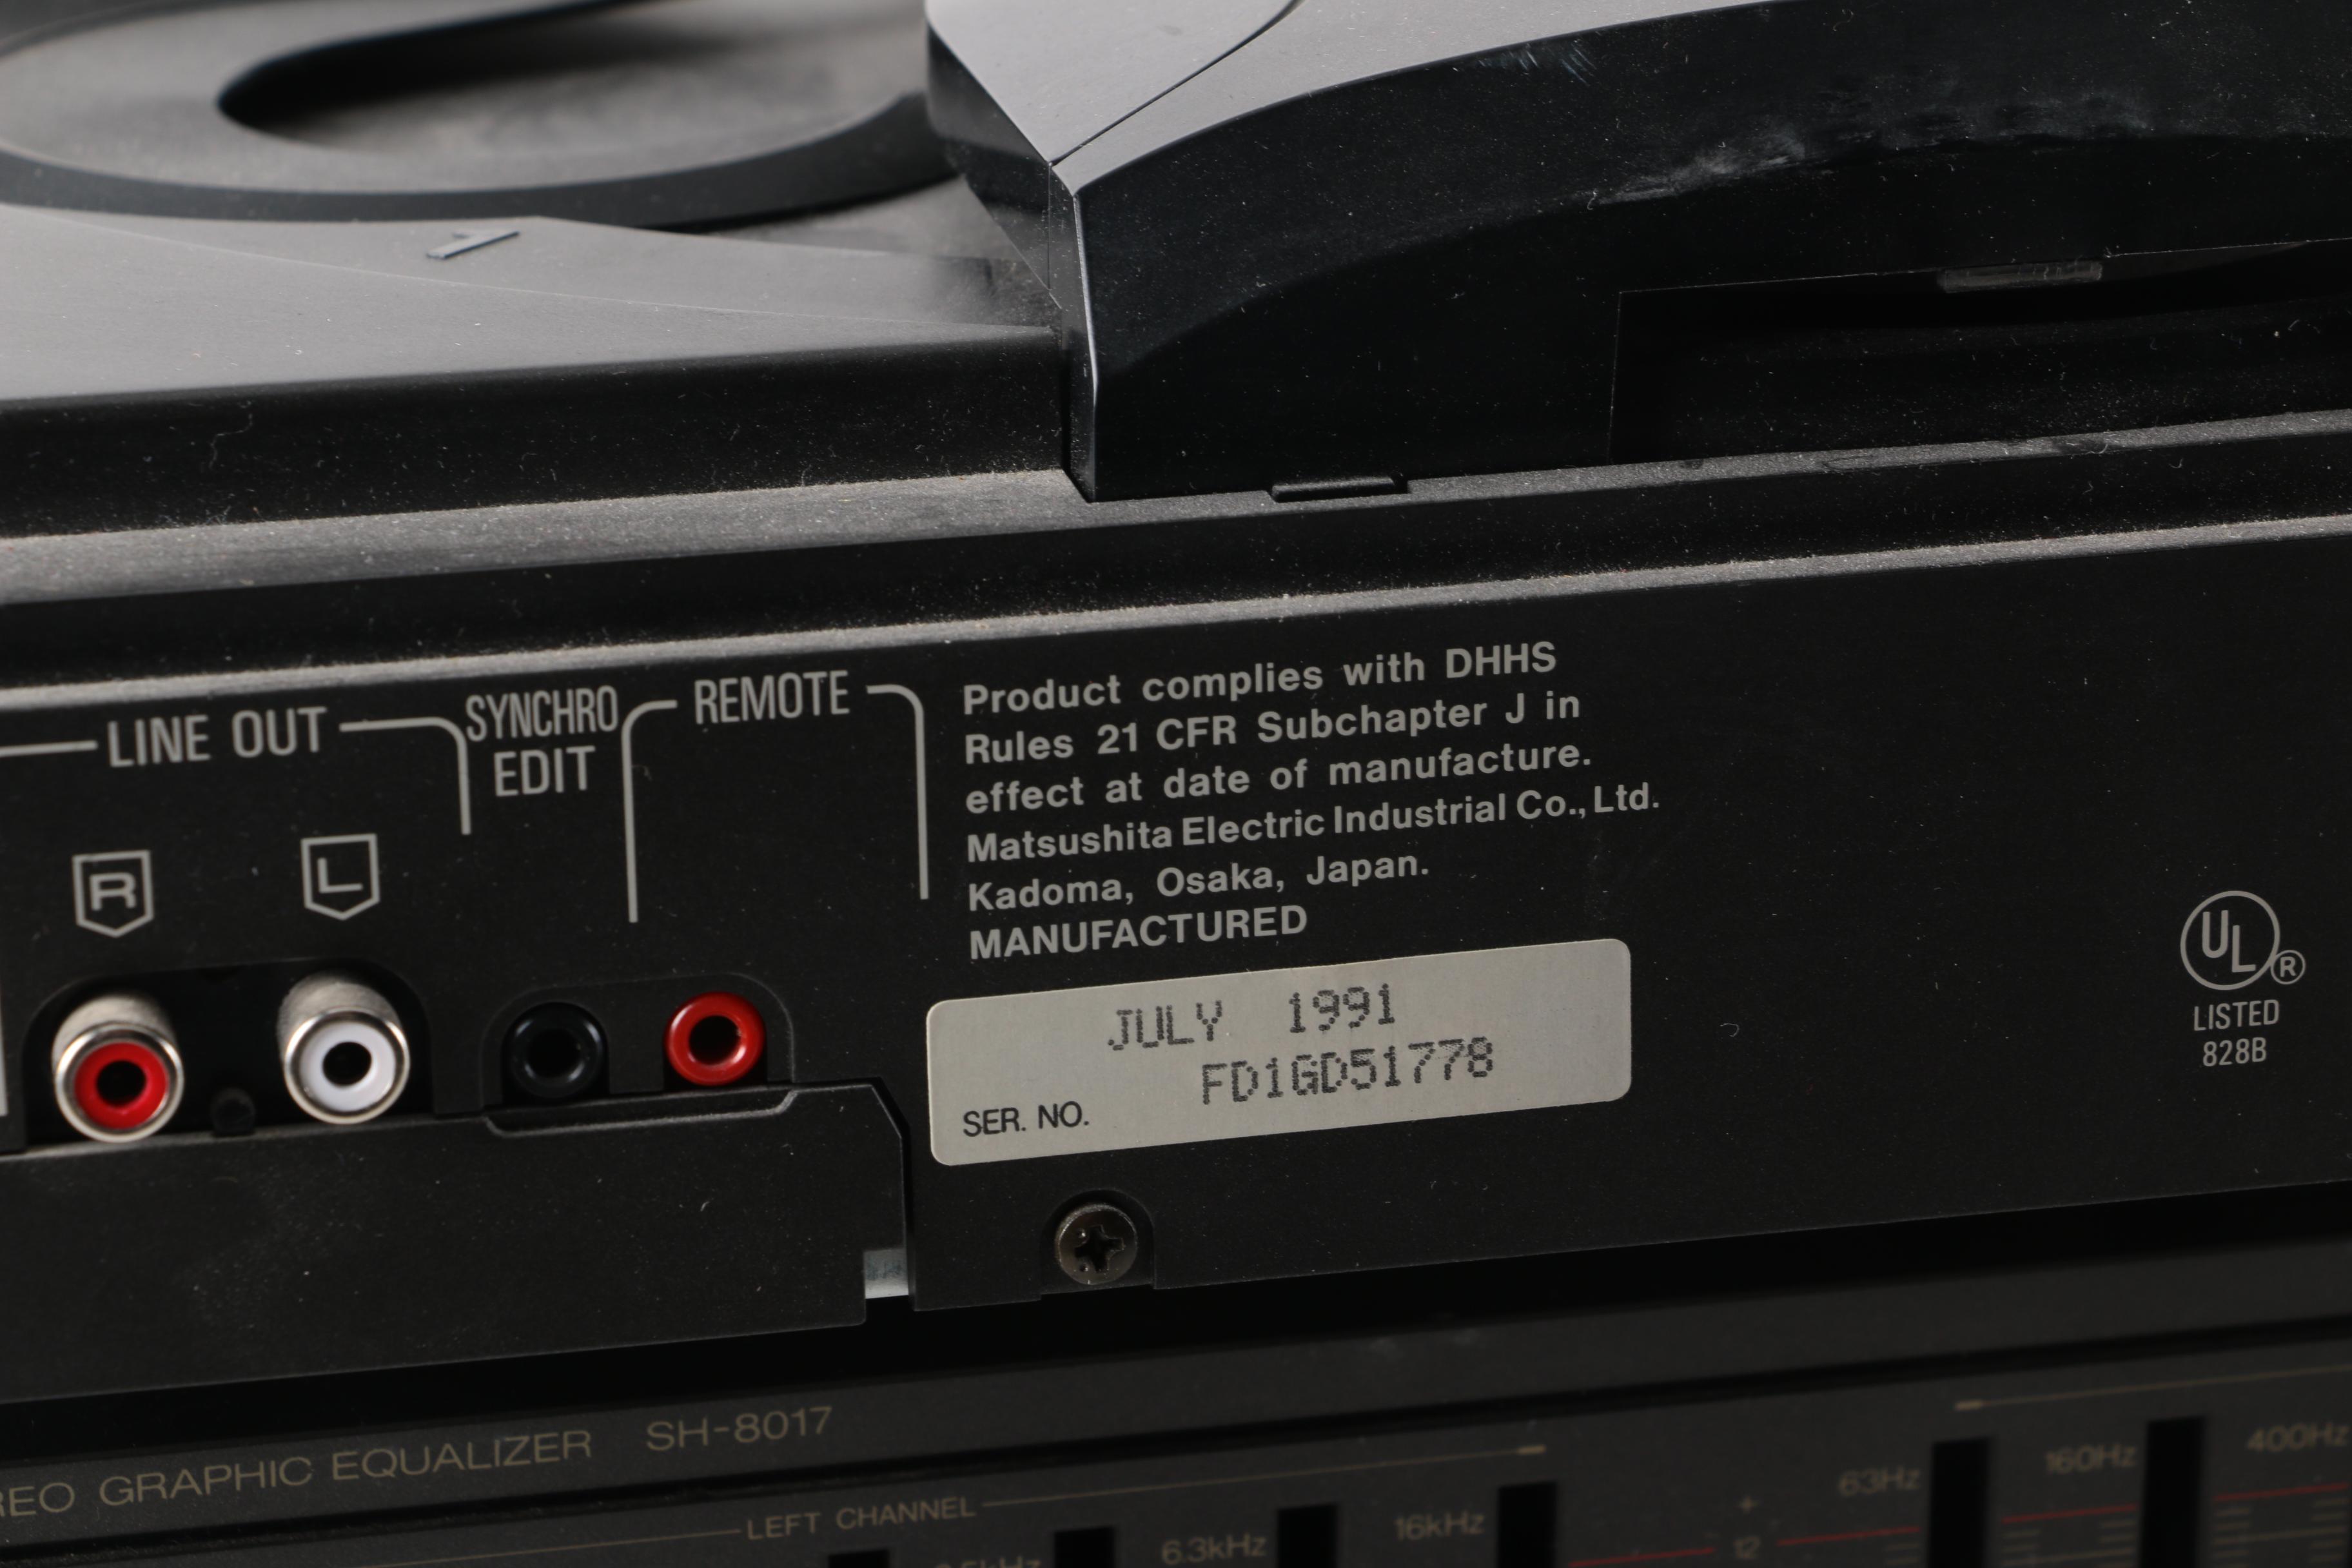 LINE OUT
SYNCHRO
EDIT
REMOTE
R
L
Product complies with DHHS
Rules 21 CFR Subchapter J in
effect at date of manufacture.
Matsushita Electric Industrial Co., Ltd.
Kadoma, Osaka, Japan.
MANUFACTURED
JULY 1991
FD1GD51778
SER. NO.
UL®
LISTED
828B
GRAPHIC EQUALIZER SH-8017
LEFT CHANNEL
6.3kHz
16kHz
+
12
63Hz
160Hz
400Hz